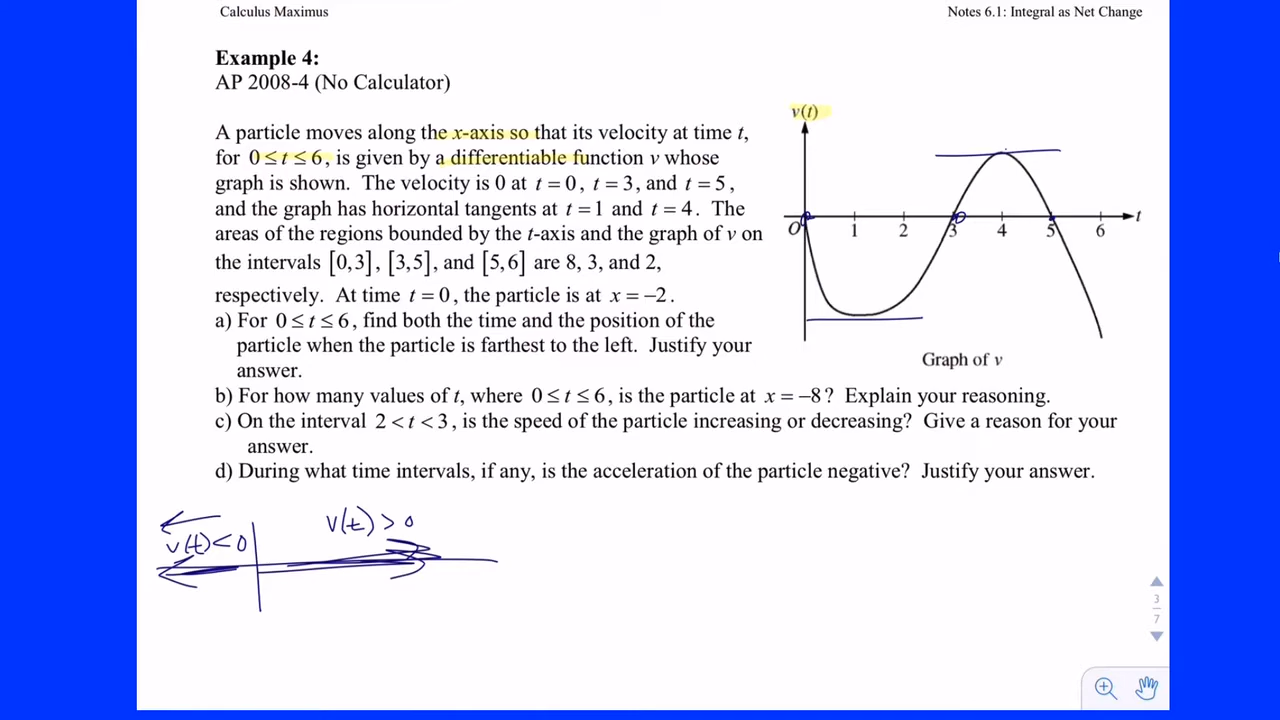 Calculus Maximus
Notes 6.1: Integral as Net Change
Example 4:
AP 2008-4 (No Calculator)
A particle moves along the x-axis so that its velocity at time t,
for 0 ≤ t ≤ 6, is given by a differentiable function v whose
graph is shown. The velocity is 0 at t = 0, t = 3, and t = 5,
and the graph has horizontal tangents at t = 1 and t = 4. The
areas of the regions bounded by the t-axis and the graph of v on
the intervals [0,3], [3,5], and [5,6] are 8, 3, and 2,
respectively. At time t = 0, the particle is at x = −2.
a) For 0 ≤ t ≤ 6, find both the time and the position of the
particle when the particle is farthest to the left. Justify your
answer.
b) For how many values of t, where 0 ≤ t ≤ 6, is the particle at x = −8? Explain your reasoning.
c) On the interval 2 < t < 3, is the speed of the particle increasing or decreasing? Give a reason for your
answer.
d) During what time intervals, if any, is the acceleration of the particle negative? Justify your answer.
v(t)
t
O 1 2 3 4 5 6
Graph of v
v(t) > 0
v(t) < 0
3
7